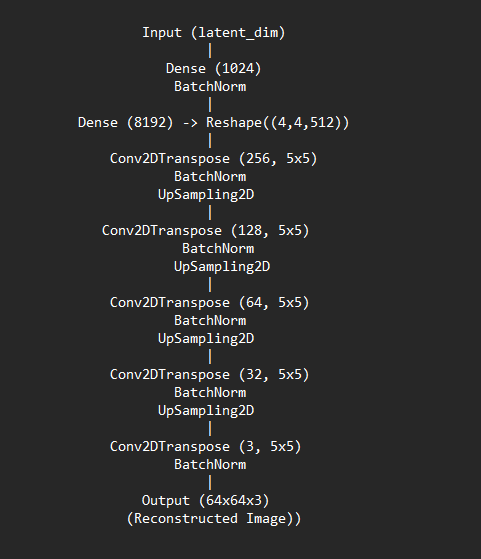 Input (latent_dim)
|
Dense (1024)
BatchNorm
|
Dense (8192) -> Reshape((4,4,512))
|
Conv2DTranspose (256, 5x5)
BatchNorm
UpSampling2D
|
Conv2DTranspose (128, 5x5)
BatchNorm
UpSampling2D
|
Conv2DTranspose (64, 5x5)
BatchNorm
UpSampling2D
|
Conv2DTranspose (32, 5x5)
BatchNorm
UpSampling2D
|
Conv2DTranspose (3, 5x5)
BatchNorm
|
Output (64x64x3)
(Reconstructed Image))